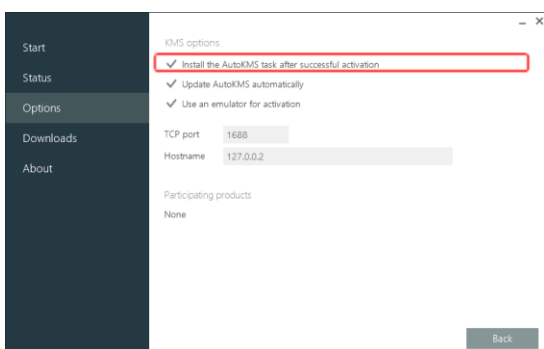 Start
Status
Options
Downloads
About
KMS options
Install the AutoKMS task after successful activation
Update AutoKMS automatically
Use an emulator for activation
TCP port 1688
Hostname 127.0.0.2
Participating products
None
Back